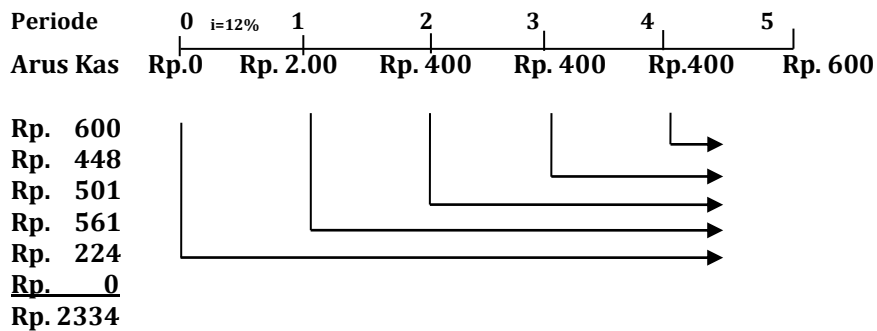 Periode 0 i=12% 1 2 3 4 5
Arus Kas Rp.0 Rp. 2.00 Rp. 400 Rp. 400 Rp.400 Rp. 600
Rp. 600
Rp. 448
Rp. 501
Rp. 561
Rp. 224
Rp. 0
Rp. 2334